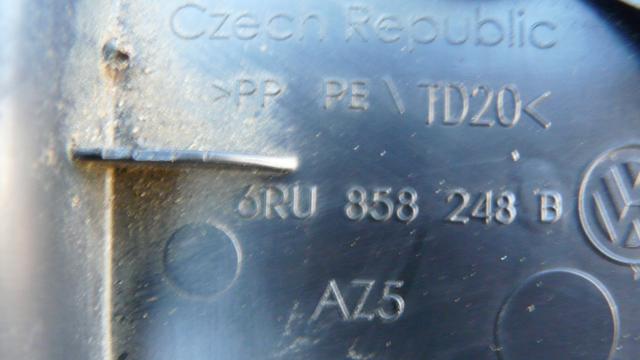 Czech Republic
>PP PE \ TD20<
6RU 858 248 B
AZ5